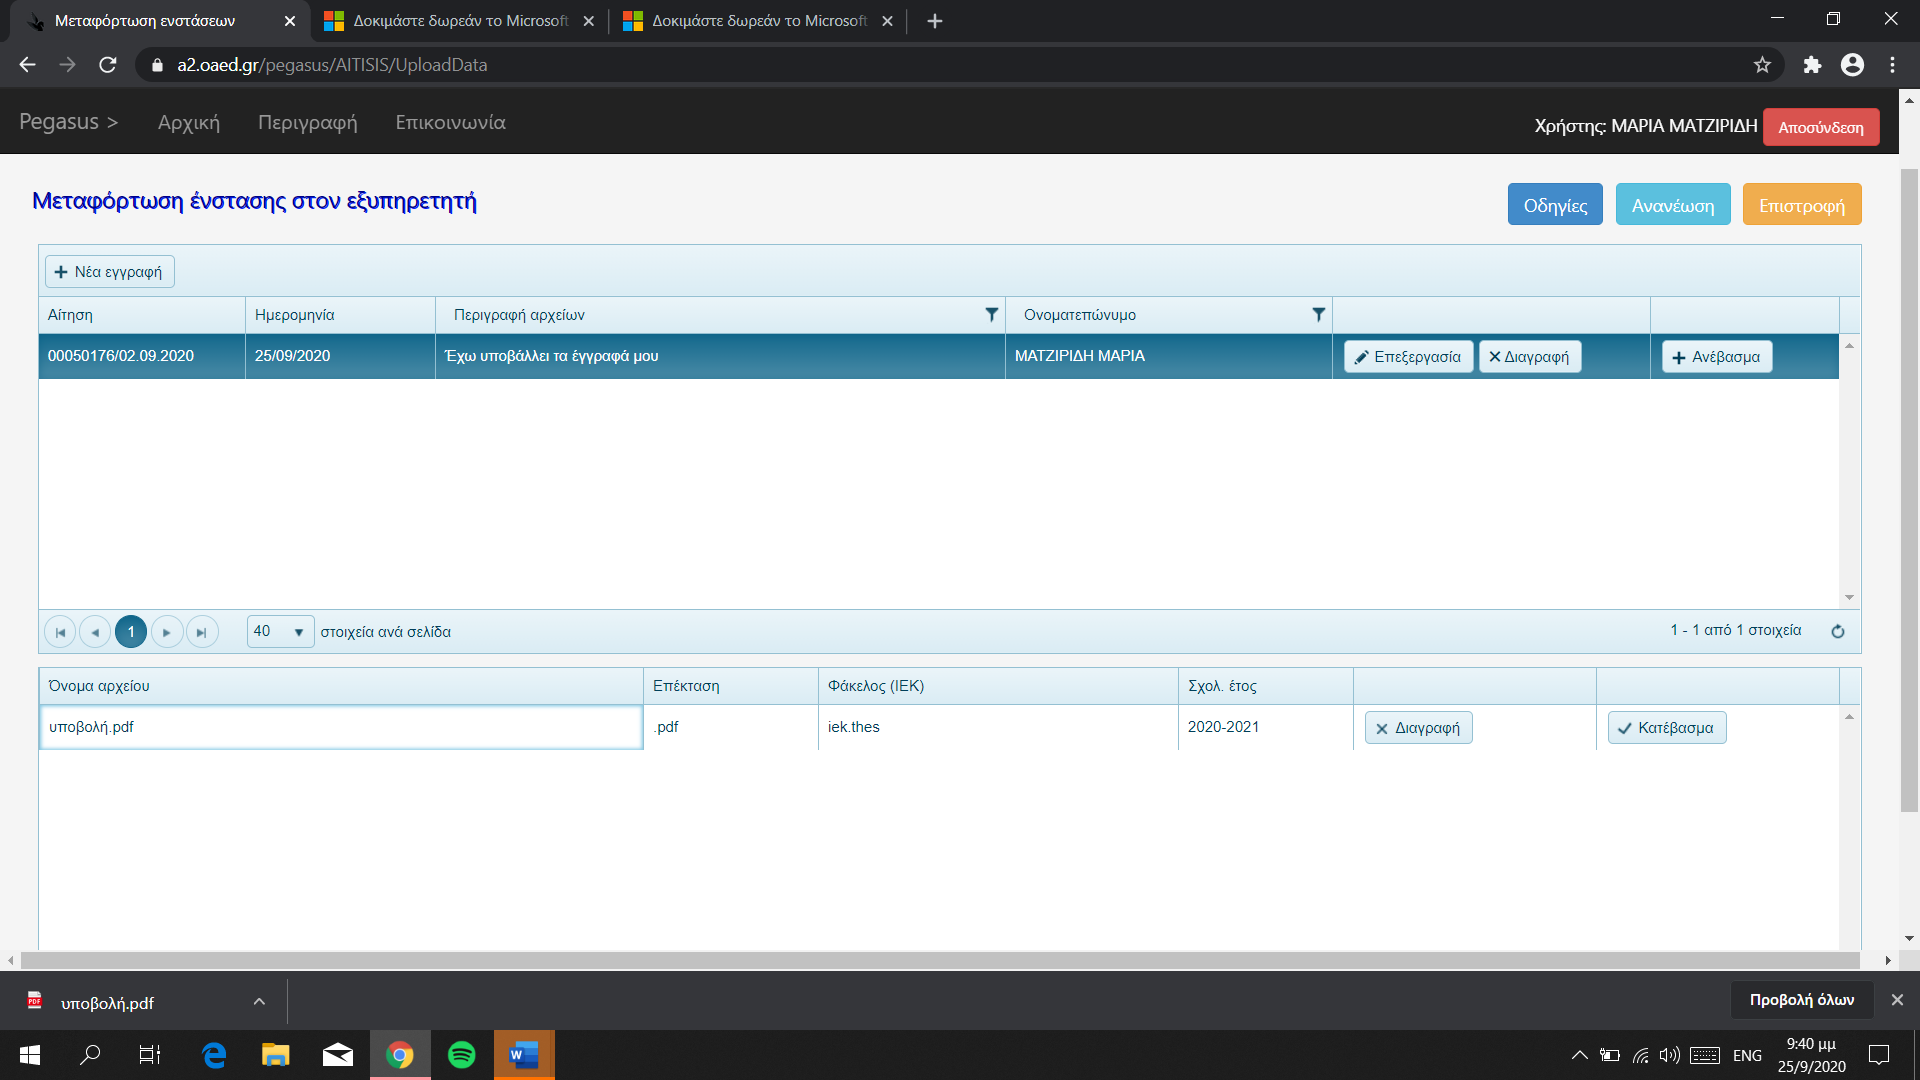 Μεταφόρτωση ενστάσεων
Δοκιμάστε δωρεάν το Microsoft
Δοκιμάστε δωρεάν το Microsoft
a2.oaed.gr/pegasus/AITISIS/UploadData
Pegasus > Αρχική Περιγραφή Επικοινωνία
Χρήστης: ΜΑΡΙΑ ΜΑΤΖΙΡΙΔΗ Αποσύνδεση
Μεταφόρτωση ένστασης στον εξυπηρετητή
Οδηγίες Ανανέωση Επιστροφή
Νέα εγγραφή
Αίτηση Ημερομηνία Περιγραφή αρχείων Ονοματεπώνυμο
00050176/02.09.2020 25/09/2020 Έχω υποβάλλει τα έγγραφά μου ΜΑΤΖΙΡΙΔΗ ΜΑΡΙΑ Επεξεργασία Διαγραφή Ανέβασμα
1 40 στοιχεία ανά σελίδα 1 - 1 από 1 στοιχεία
Όνομα αρχείου Επέκταση Φάκελος (ΙΕΚ) Σχολ. έτος
υποβολή.pdf .pdf iek.thes 2020-2021 Διαγραφή Κατέβασμα
PDF υποβολή.pdf Προβολή όλων
ENG 9:40 μμ
25/9/2020